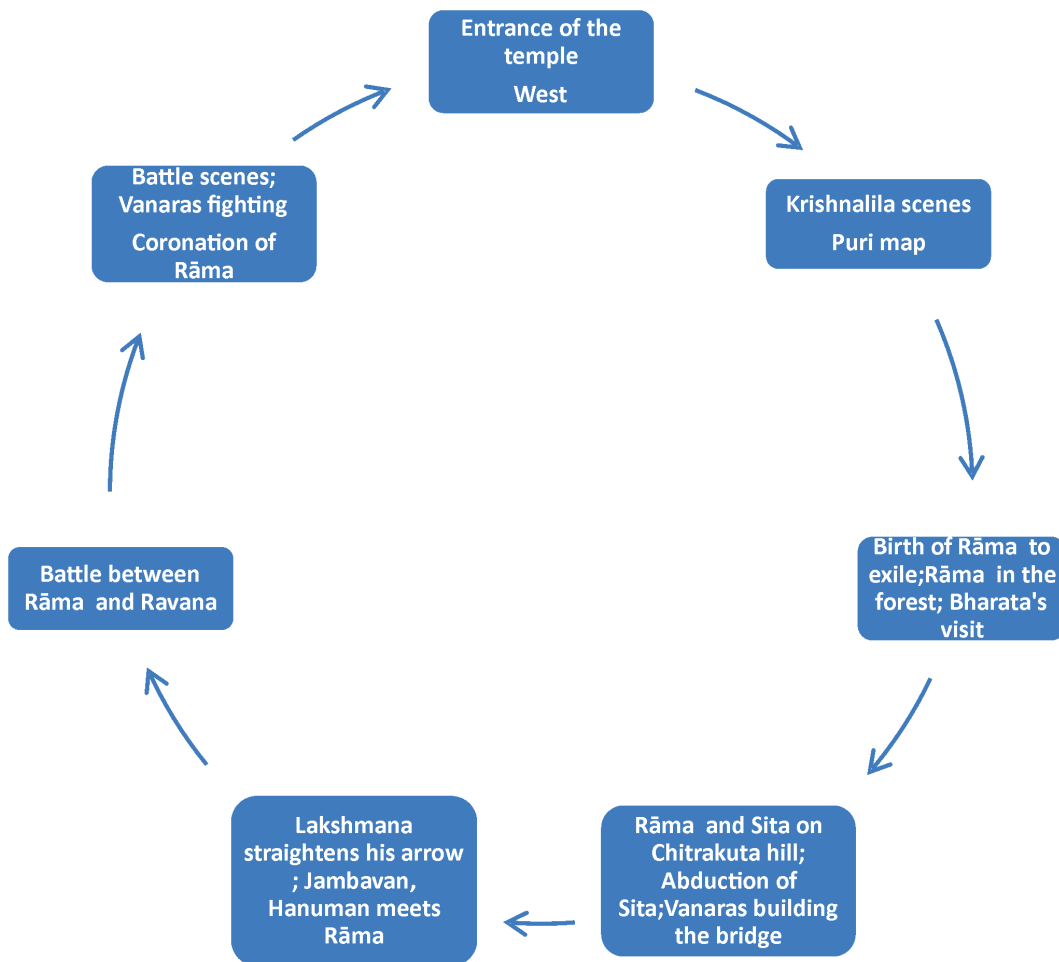 Entrance of the
temple
West
Krishnalila scenes
Puri map
Birth of Rāma  to
exile;Rāma  in the
forest; Bharata's
visit
Rāma  and Sita on
Chitrakuta hill;
Abduction of
Sita;Vanaras building
the bridge
Lakshmana
straightens his arrow
; Jambavan,
Hanuman meets
Rāma
Battle between
Rāma  and Ravana
Battle scenes;
Vanaras fighting
Coronation of
Rāma